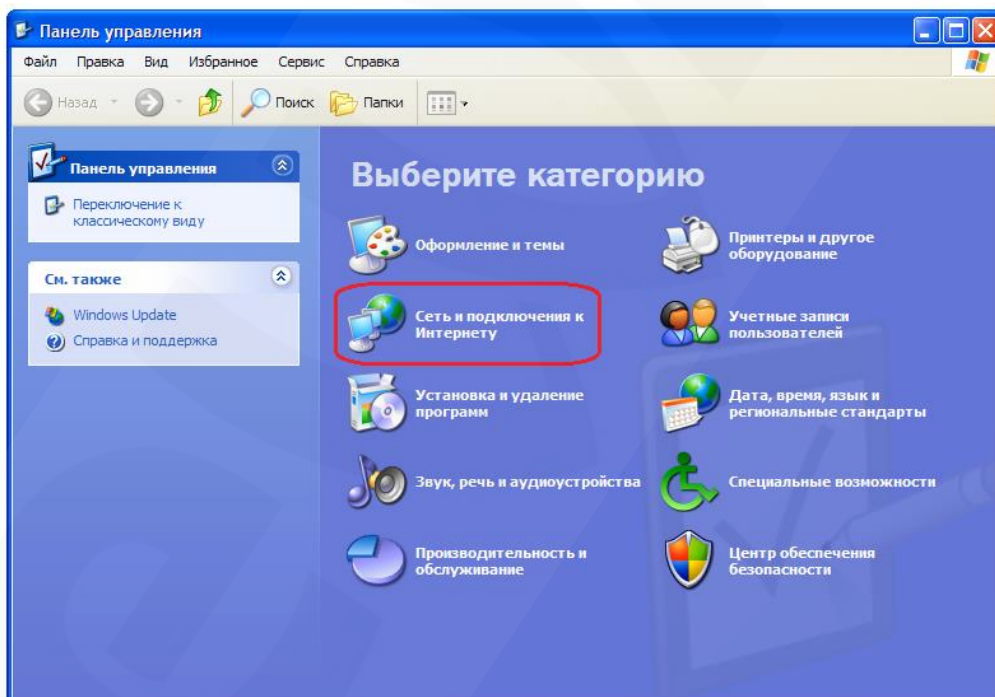 Панель управления
Файл Правка Вид Избранное Сервис Справка
Назад Поиск Папки
Панель управления
Переключение к
классическому виду
См. также
Windows Update
Справка и поддержка
Выберите категорию
Оформление и темы
Принтеры и другое
оборудование
Сеть и подключения к
Интернету
Учетные записи
пользователей
Установка и удаление
программ
Дата, время, язык и
региональные стандарты
Звук, речь и аудиоустройства
Специальные возможности
Производительность и
обслуживание
Центр обеспечения
безопасности